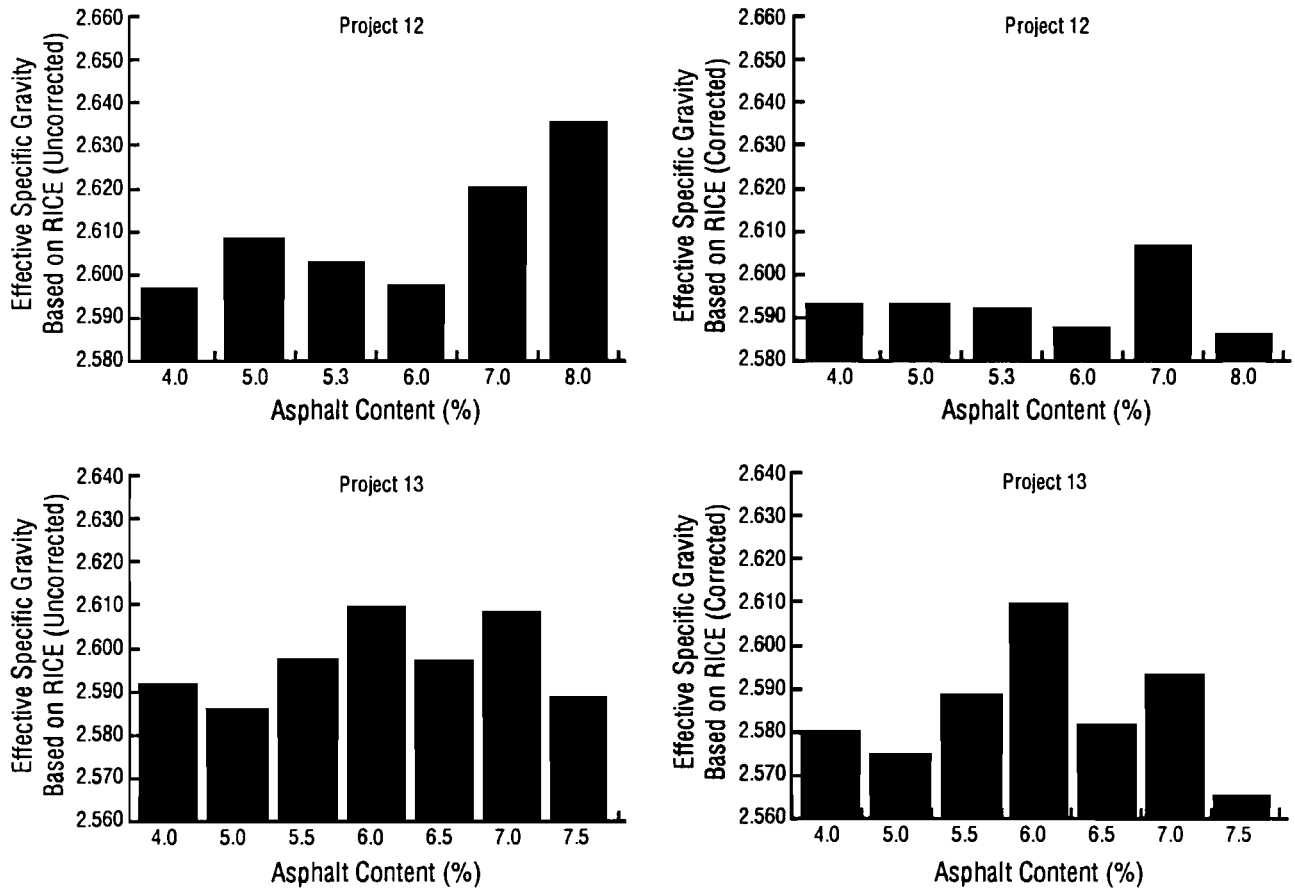 Project 12
Effective Specific Gravity
Based on RICE (Uncorrected)
2.660
2.650
2.640
2.630
2.620
2.610
2.600
2.590
2.580
4.0 5.0 5.3 6.0 7.0 8.0
Asphalt Content (%)
Project 12
Effective Specific Gravity
Based on RICE (Corrected)
2.660
2.650
2.640
2.630
2.620
2.610
2.600
2.590
2.580
4.0 5.0 5.3 6.0 7.0 8.0
Asphalt Content (%)
Project 13
Effective Specific Gravity
Based on RICE (Uncorrected)
2.640
2.630
2.620
2.610
2.600
2.590
2.580
2.570
2.560
4.0 5.0 5.5 6.0 6.5 7.0 7.5
Asphalt Content (%)
Project 13
Effective Specific Gravity
Based on RICE (Corrected)
2.640
2.630
2.620
2.610
2.600
2.590
2.580
2.570
2.560
4.0 5.0 5.5 6.0 6.5 7.0 7.5
Asphalt Content (%)